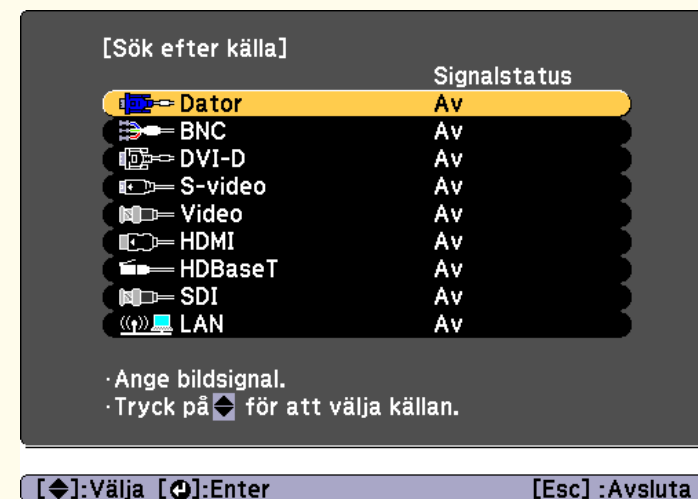 [Sök efter källa]
Signalstatus
Dator Av
BNC Av
DVI-D Av
S-video Av
Video Av
HDMI Av
HDBaseT Av
SDI Av
LAN Av
·Ange bildsignal.
·Tryck på för att välja källan.
[ ]:Välja [ ]:Enter [Esc] :Avsluta